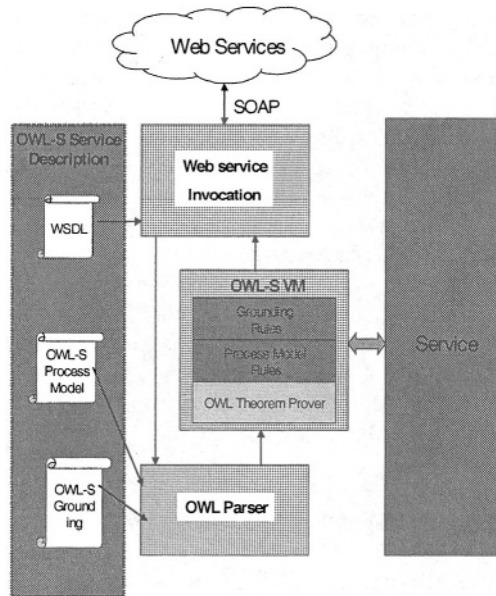 Web Services
SOAP
OWL-S Service
Description
Web service
Invocation
WSDL
OWL-S VM
Grounding
Rules
Process Model
Rules
OWL Theorem Prover
Service
OWL-S
Process
Model
OWL-S
Ground
ing
OWL Parser